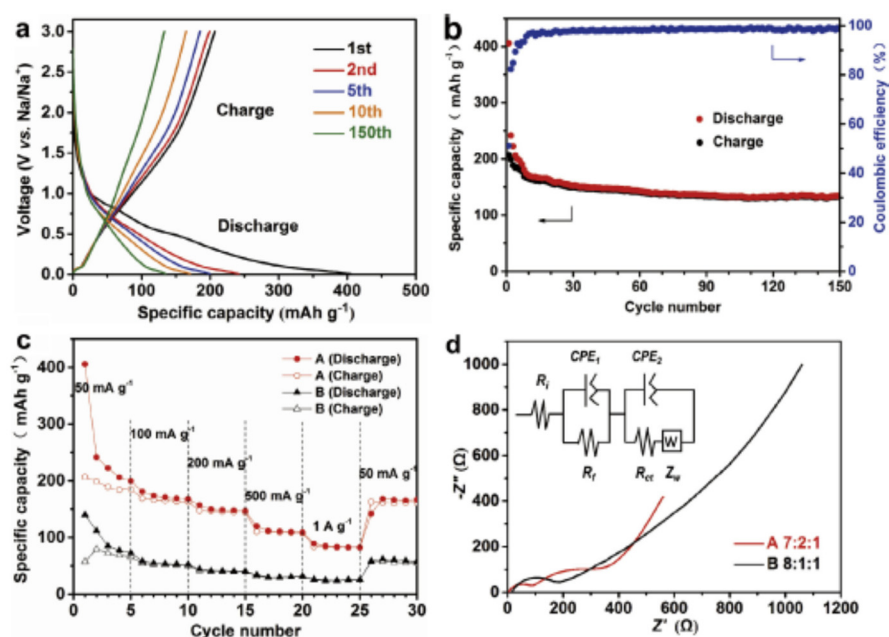 a
1st
2nd
5th
10th
150th
Charge
Discharge
Voltage (V vs. Na/Na⁺)
3.0
2.5
2.0
1.5
1.0
0.5
0.0
0 100 200 300 400 500
Specific capacity (mAh g⁻¹)
b
Specific capacity ( mAh g⁻¹)
400
300
200
100
0
Discharge
Charge
100
80
60
40
20
0
Coulombic efficiency (%)
0 30 60 90 120 150
Cycle number
c
Specific capacity ( mAh g⁻¹)
400
300
200
100
0
A (Discharge)
A (Charge)
B (Discharge)
B (Charge)
50 mA g⁻¹
100 mA g⁻¹
200 mA g⁻¹
500 mA g⁻¹
1 A g⁻¹
50 mA g⁻¹
0 5 10 15 20 25 30
Cycle number
d
-Z″ (Ω)
1000
800
600
400
200
0
CPE₁
CPE₂
Rᵢ
R_f
R_ct
W
Z_w
A 7:2:1
B 8:1:1
0 200 400 600 800 1000 1200
Z′ (Ω)